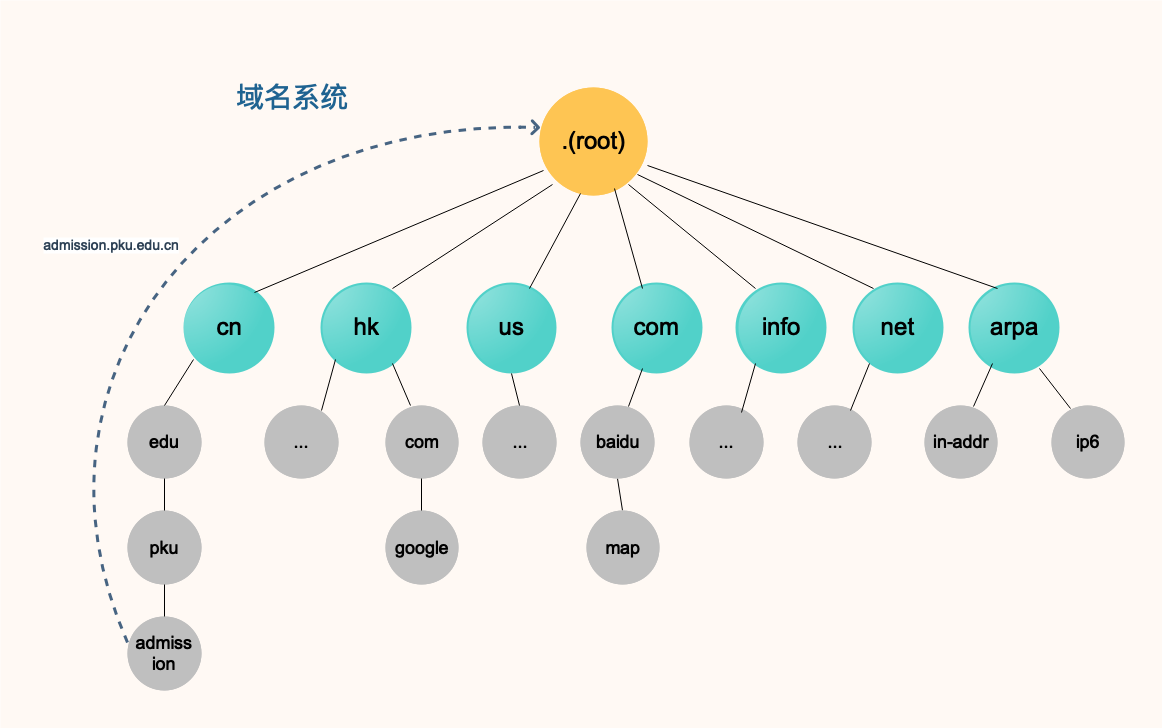 域名系统
.(root)
admission.pku.edu.cn
cn
hk
us
com
info
net
arpa
edu
...
com
...
baidu
...
...
in-addr
ip6
pku
google
map
admiss
ion